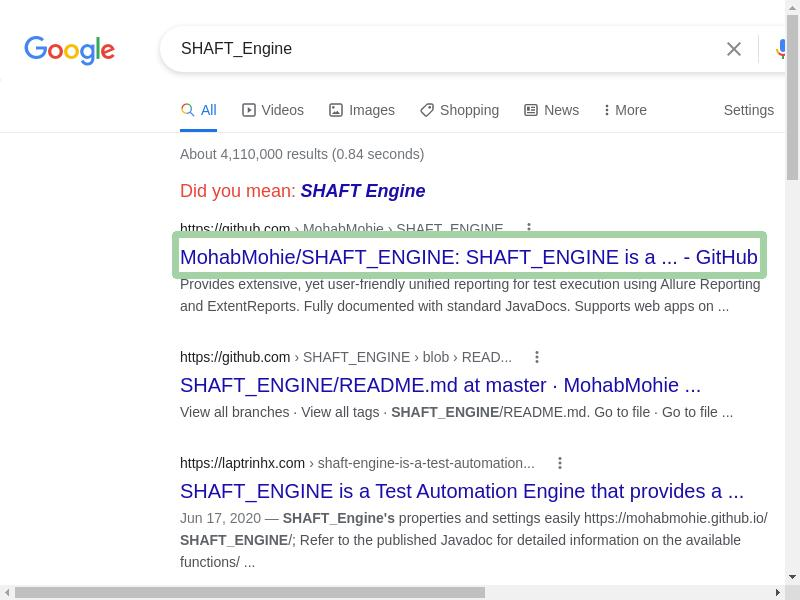 Google
SHAFT_Engine
All Videos Images Shopping News More Settings
About 4,110,000 results (0.84 seconds)
Did you mean: SHAFT Engine
https://github.com › MohabMohie › SHAFT_ENGINE
MohabMohie/SHAFT_ENGINE: SHAFT_ENGINE is a ... - GitHub
Provides extensive, yet user-friendly unified reporting for test execution using Allure Reporting
and ExtentReports. Fully documented with standard JavaDocs. Supports web apps on ...
https://github.com › SHAFT_ENGINE › blob › READ...
SHAFT_ENGINE/README.md at master · MohabMohie ...
View all branches · View all tags · SHAFT_ENGINE/README.md. Go to file · Go to file ...
https://laptrinhx.com › shaft-engine-is-a-test-automation...
SHAFT_ENGINE is a Test Automation Engine that provides a ...
Jun 17, 2020 — SHAFT_Engine's properties and settings easily https://mohabmohie.github.io/
SHAFT_ENGINE/; Refer to the published Javadoc for detailed information on the available
functions/ ...